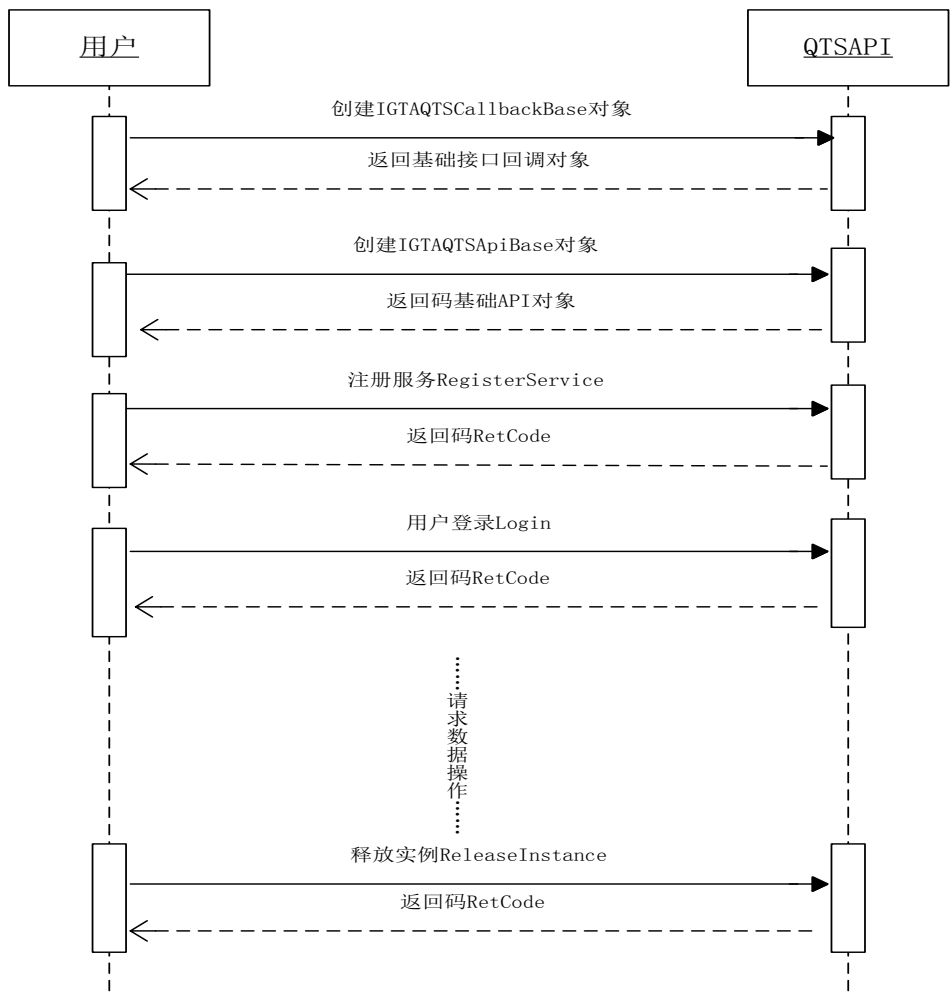 用户
QTSAPI
创建IGTAQTSCallbackBase对象
返回基础接口回调对象
创建IGTAQTSApiBase对象
返回码基础API对象
注册服务RegisterService
返回码RetCode
用户登录Login
返回码RetCode
……请求数据操作……
释放实例ReleaseInstance
返回码RetCode